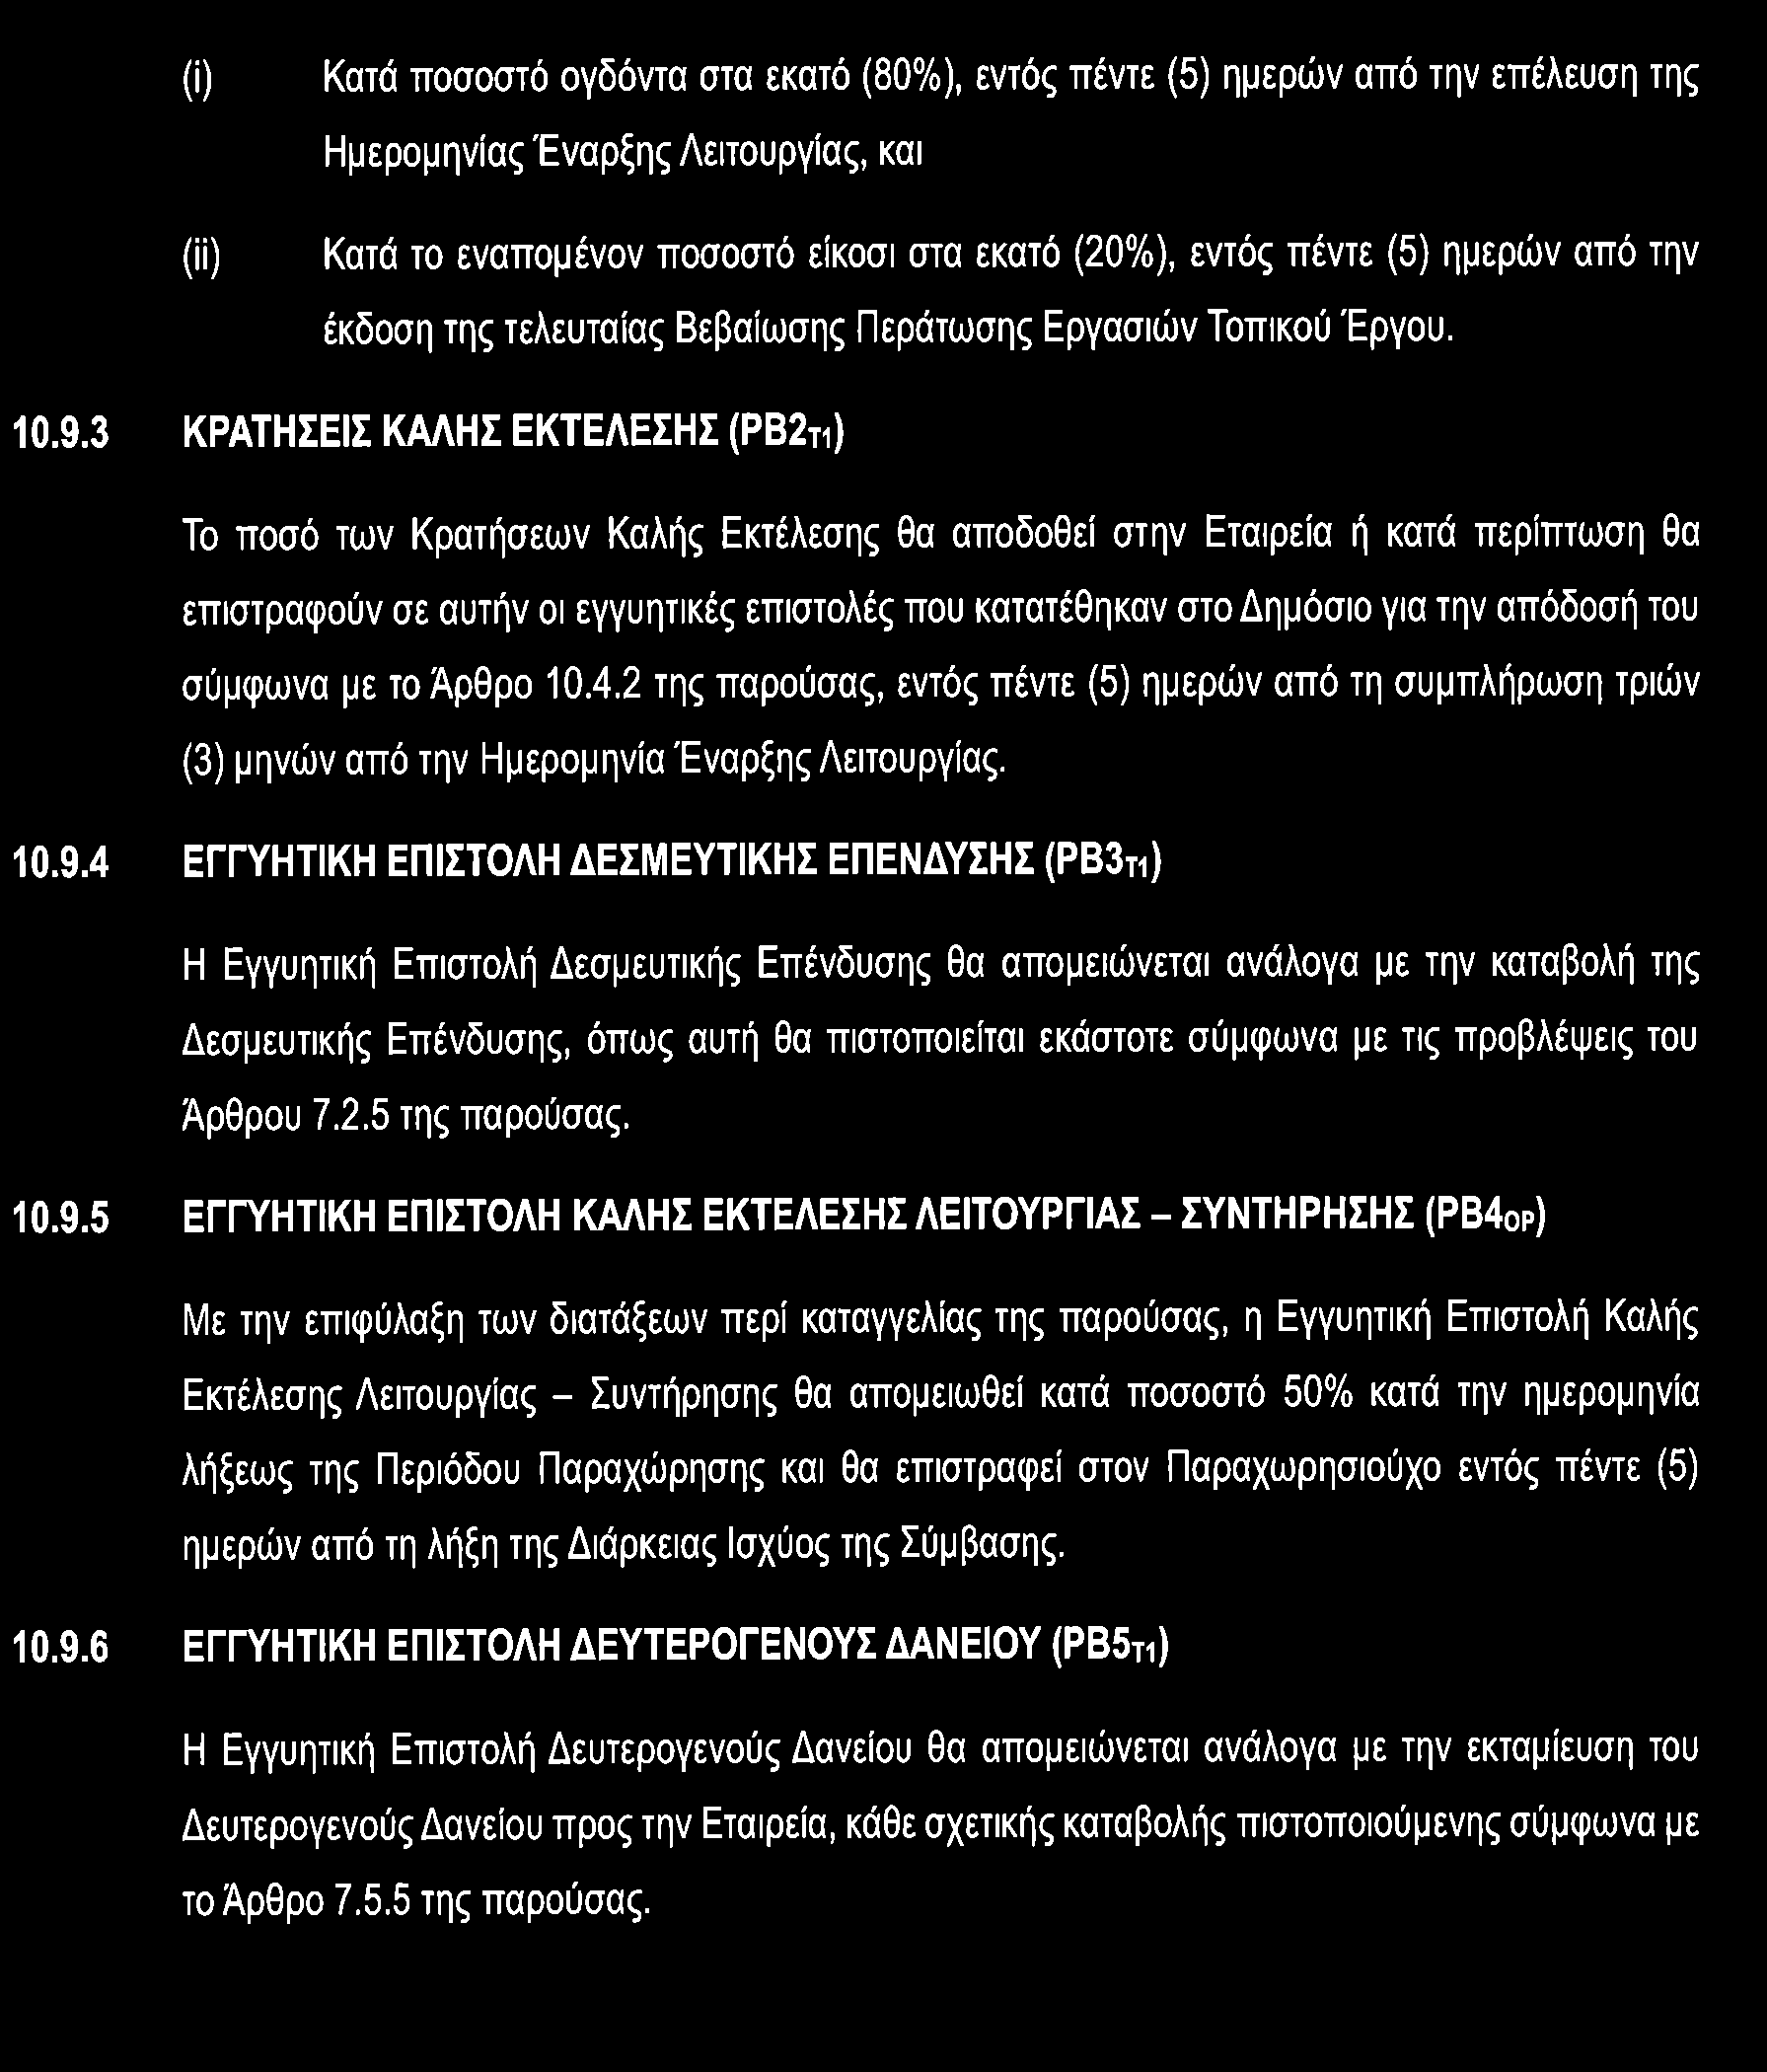 (i) Κατά ποσοστό ογδόντα στα εκατό (80%), εντός πέντε (5) ημερών από την επέλευση της
Ημερομηνίας Έναρξης Λειτουργίας, και
(ii) Κατά το εναπομένον ποσοστό είκοσι στα εκατό (20%), εντός πέντε (5) ημερών από την
έκδοση της τελευταίας Βεβαίωσης Περάτωσης Εργασιών Τοπικού Έργου.
10.9.3 ΚΡΑΤΗΣΕΙΣ ΚΑΛΗΣ ΕΚΤΕΛΕΣΗΣ (PB2T1)
Το ποσό των Κρατήσεων Καλής Εκτέλεσης θα αποδοθεί στην Εταιρεία ή κατά περίπτωση θα
επιστραφούν σε αυτήν οι εγγυητικές επιστολές που κατατέθηκαν στο Δημόσιο για την απόδοσή του
σύμφωνα με το Άρθρο 10.4.2 της παρούσας, εντός πέντε (5) ημερών από τη συμπλήρωση τριών
(3) μηνών από την Ημερομηνία Έναρξης Λειτουργίας.
10.9.4 ΕΓΓΥΗΤΙΚΗ ΕΠΙΣΤΟΛΗ ΔΕΣΜΕΥΤΙΚΗΣ ΕΠΕΝΔΥΣΗΣ (PB3T1)
Η Εγγυητική Επιστολή Δεσμευτικής Επένδυσης θα απομειώνεται ανάλογα με την καταβολή της
Δεσμευτικής Επένδυσης, όπως αυτή θα πιστοποιείται εκάστοτε σύμφωνα με τις προβλέψεις του
Άρθρου 7.2.5 της παρούσας.
10.9.5 ΕΓΓΥΗΤΙΚΗ ΕΠΙΣΤΟΛΗ ΚΑΛΗΣ ΕΚΤΕΛΕΣΗΣ ΛΕΙΤΟΥΡΓΙΑΣ – ΣΥΝΤΗΡΗΣΗΣ (PB4OP)
Με την επιφύλαξη των διατάξεων περί καταγγελίας της παρούσας, η Εγγυητική Επιστολή Καλής
Εκτέλεσης Λειτουργίας – Συντήρησης θα απομειωθεί κατά ποσοστό 50% κατά την ημερομηνία
λήξεως της Περιόδου Παραχώρησης και θα επιστραφεί στον Παραχωρησιούχο εντός πέντε (5)
ημερών από τη λήξη της Διάρκειας Ισχύος της Σύμβασης.
10.9.6 ΕΓΓΥΗΤΙΚΗ ΕΠΙΣΤΟΛΗ ΔΕΥΤΕΡΟΓΕΝΟΥΣ ΔΑΝΕΙΟΥ (PB5T1)
Η Εγγυητική Επιστολή Δευτερογενούς Δανείου θα απομειώνεται ανάλογα με την εκταμίευση του
Δευτερογενούς Δανείου προς την Εταιρεία, κάθε σχετικής καταβολής πιστοποιούμενης σύμφωνα με
το Άρθρο 7.5.5 της παρούσας.